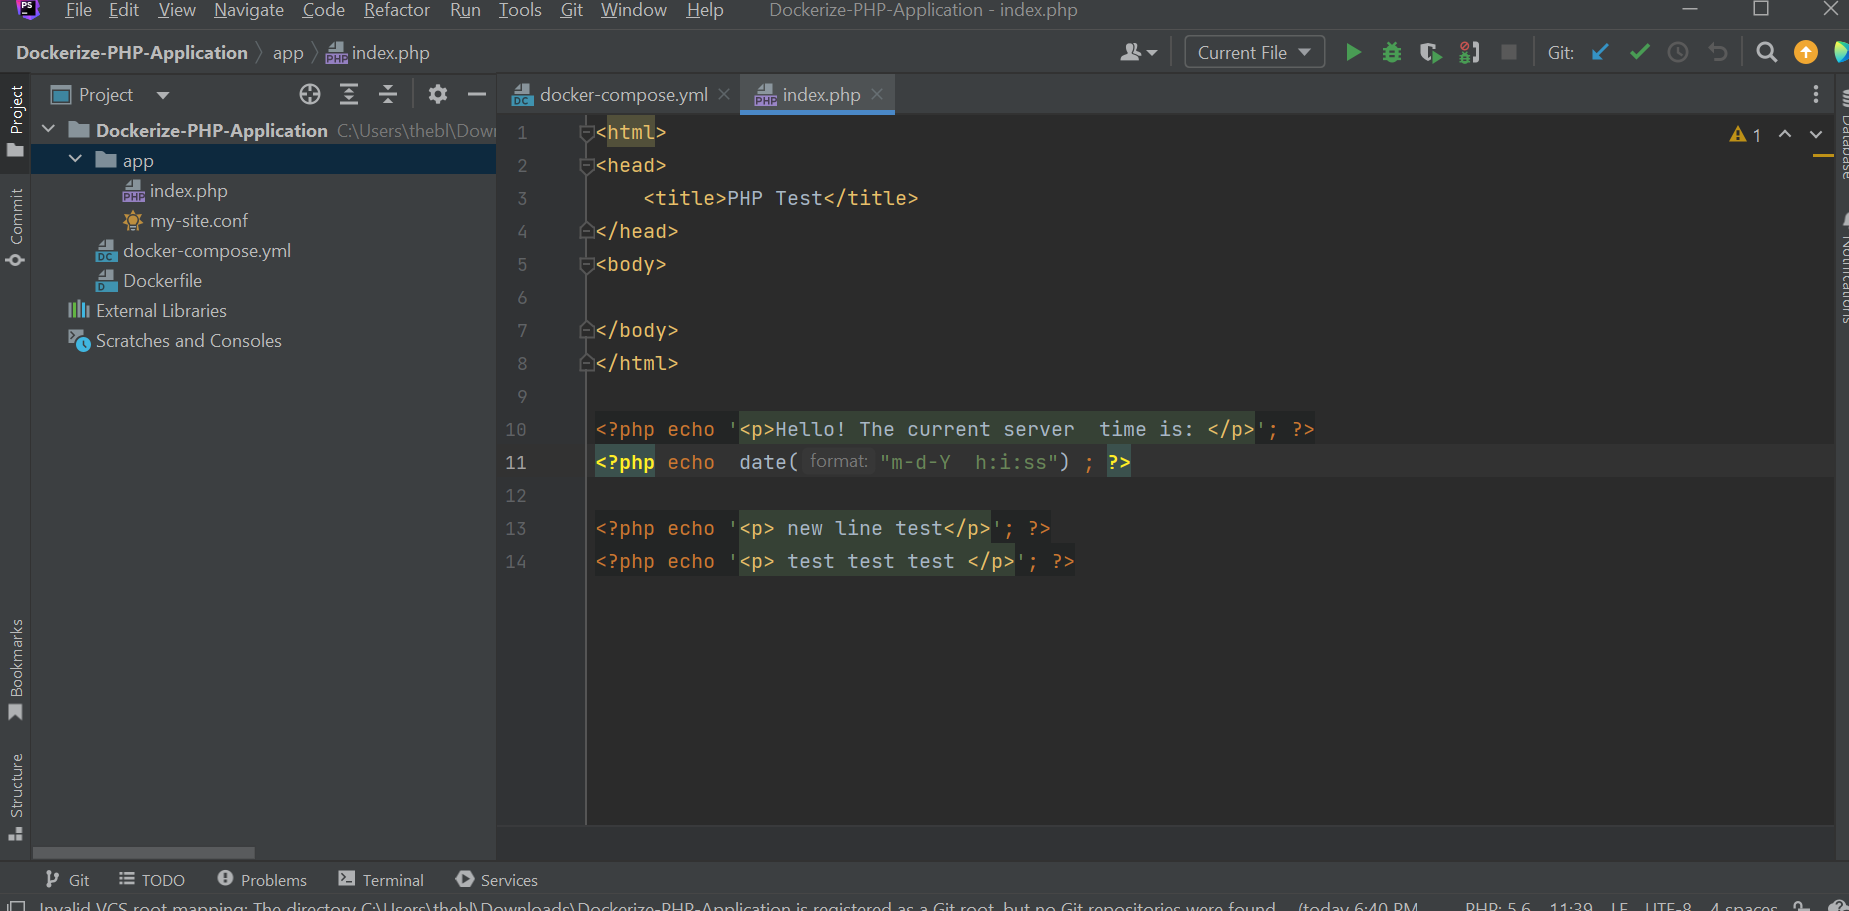 PS File Edit View Navigate Code Refactor Run Tools Git Window Help Dockerize-PHP-Application - index.php
Dockerize-PHP-Application app index.php Current File Git:
Project
docker-compose.yml index.php
Dockerize-PHP-Application C:\Users\thebl\Dow
app
index.php
my-site.conf
docker-compose.yml
Dockerfile
External Libraries
Scratches and Consoles
Project
Commit
Bookmarks
Structure
1 <html>
2 <head>
3 <title>PHP Test</title>
4 </head>
5 <body>
6
7 </body>
8 </html>
9
10 <?php echo '<p>Hello! The current server  time is: </p>'; ?>
11 <?php echo  date( format: "m-d-Y  h:i:ss") ; ?>
12
13 <?php echo '<p> new line test</p>'; ?>
14 <?php echo '<p> test test test </p>'; ?>
1
Database
Notifications
Git TODO Problems Terminal Services
Invalid VCS root mapping: The directory C:\Users\thebl\Downloads\Dockerize-PHP-Application is registered as a Git root, but no Git repositories were found. (today 6:40 PM PHP: 5.6 11:39 LF UTF-8 4 spaces